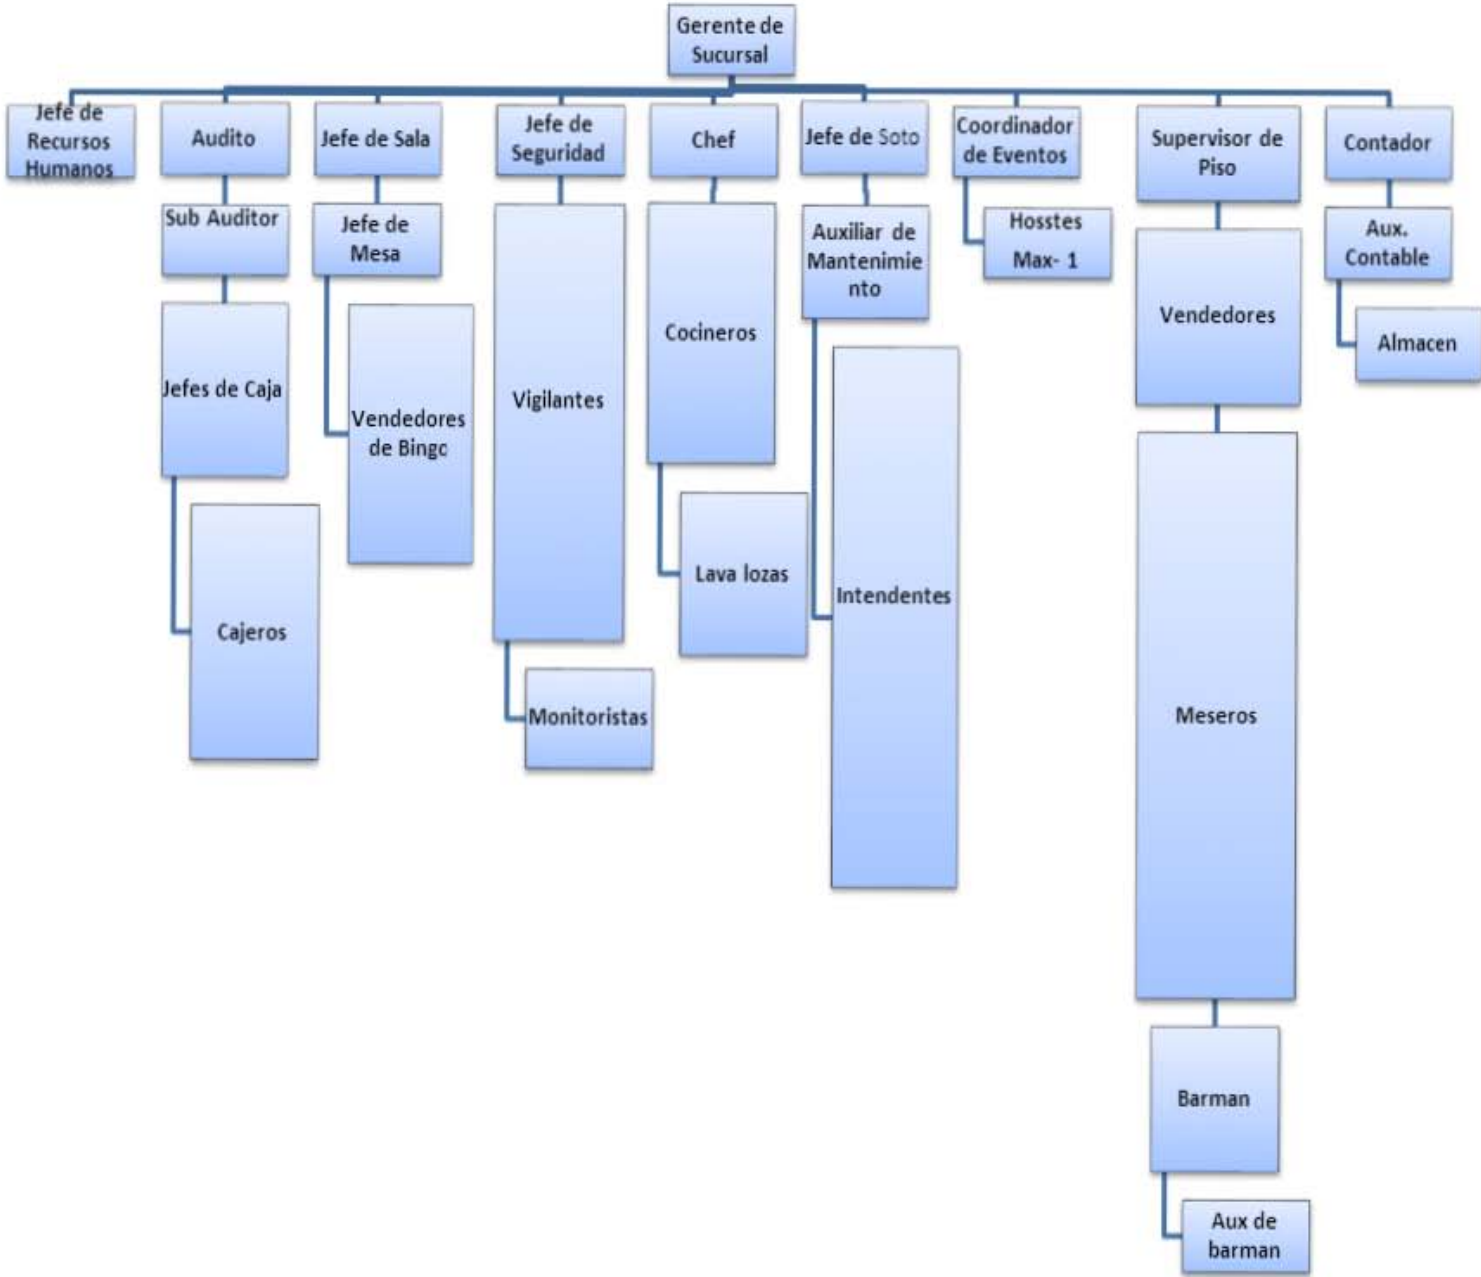 Gerente de
Sucursal
Jefe de
Recursos
Humanos
Audito
Jefe de Sala
Jefe de
Seguridad
Chef
Jefe de Soto
Coordinador
de Eventos
Supervisor de
Piso
Contador
Sub Auditor
Jefe de
Mesa
Vigilantes
Cocineros
Auxiliar de
Mantenimie
nto
Hosstes
Max- 1
Vendedores
Aux.
Contable
Jefes de Caja
Vendedores
de Bingo
Almacen
Cajeros
Monitoristas
Lava lozas
Intendentes
Meseros
Barman
Aux de
barman